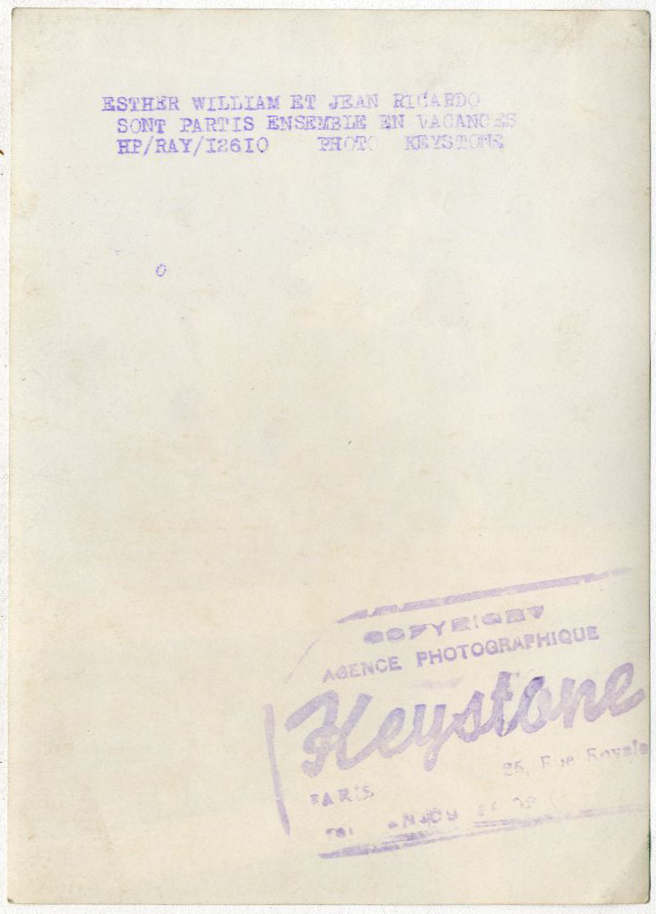 ESTHER WILLIAM ET JEAN RICARDO
SONT PARTIS ENSEMBLE EN VACANCES
HP/RAY/I26IO PHOTO KEYSTONE
COPYRIGHT
AGENCE PHOTOGRAPHIQUE
Keystone
PARIS 25, Rue Royale